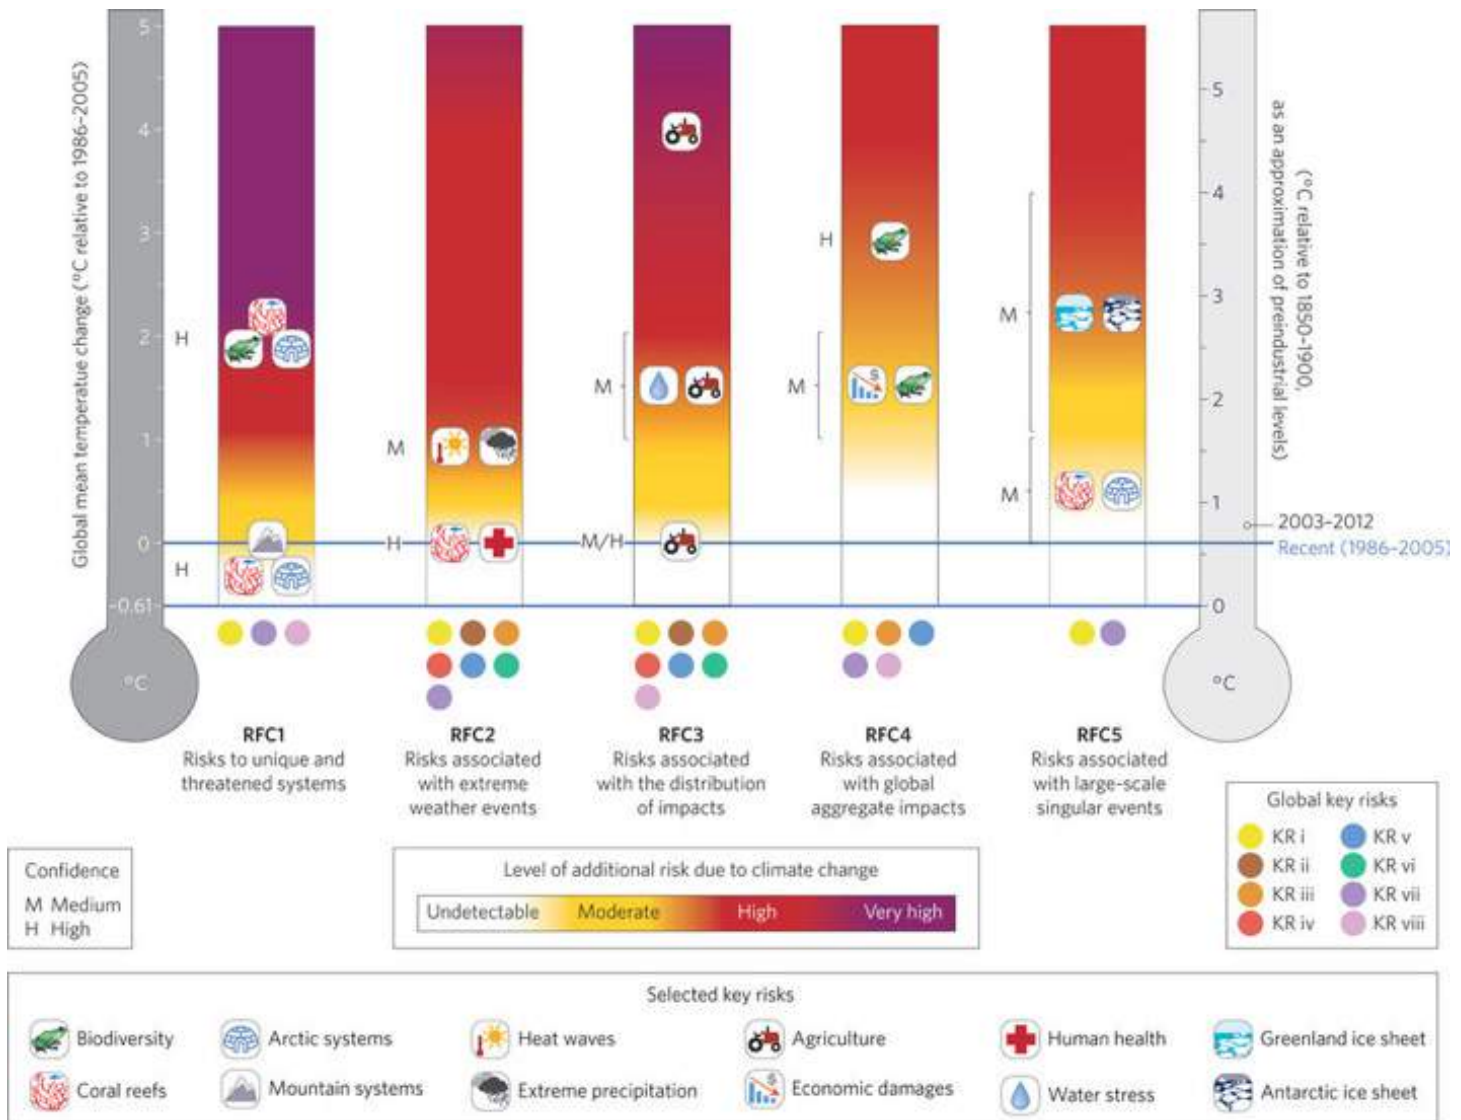 Global mean temperatue change (°C relative to 1986–2005)
5
4
3
2
1
0
−0.61
°C
H
H
M
H
M
M/H
H
M
M
M
5
4
3
2
1
0
°C
(°C relative to 1850–1900,
as an approximation of preindustrial levels)
2003–2012
Recent (1986–2005)
RFC1
Risks to unique and
threatened systems
RFC2
Risks associated
with extreme
weather events
RFC3
Risks associated
with the distribution
of impacts
RFC4
Risks associated
with global
aggregate impacts
RFC5
Risks associated
with large-scale
singular events
Global key risks
KR i
KR v
KR ii
KR vi
KR iii
KR vii
KR iv
KR viii
Confidence
M Medium
H High
Level of additional risk due to climate change
Undetectable
Moderate
High
Very high
Selected key risks
Biodiversity
Arctic systems
Heat waves
Agriculture
Human health
Greenland ice sheet
Coral reefs
Mountain systems
Extreme precipitation
$
Economic damages
Water stress
Antarctic ice sheet